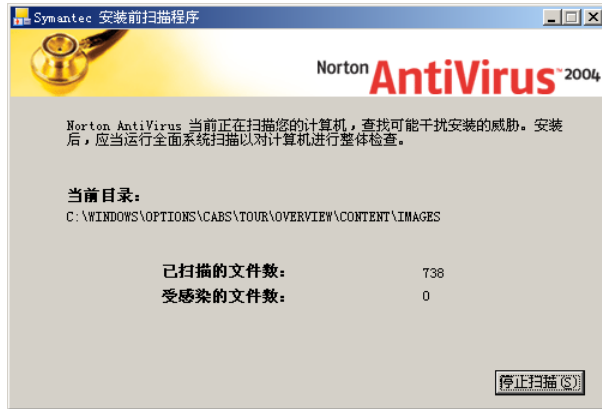 Symantec 安装前扫描程序
Norton AntiVirus™ 2004
Norton AntiVirus 当前正在扫描您的计算机，查找可能干扰安装的威胁。安装
后，应当运行全面系统扫描以对计算机进行整体检查。
当前目录：
C:\WINDOWS\OPTIONS\CABS\TOUR\OVERVIEW\CONTENT\IMAGES
已扫描的文件数： 738
受感染的文件数： 0
停止扫描(S)